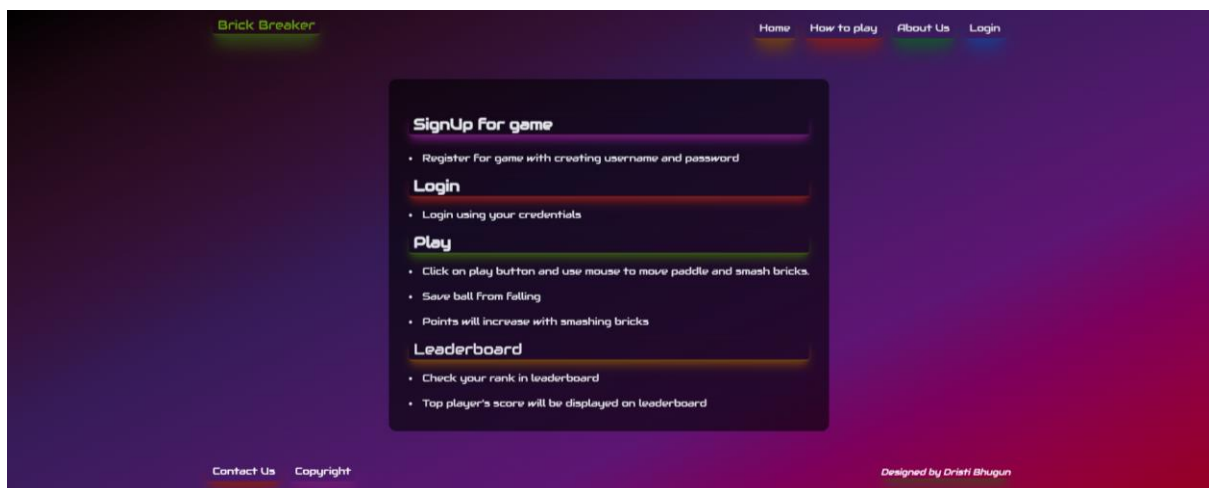 Brick Breaker
Home How to play About Us Login
SignUp for game
• Register for game with creating username and password
Login
• Login using your credentials
Play
• Click on play button and use mouse to move paddle and smash bricks.
• Save ball from falling
• Points will increase with smashing bricks
Leaderboard
• Check your rank in leaderboard
• Top player's score will be displayed on leaderboard
Contact Us Copyright
Designed by Dristi Bhugun